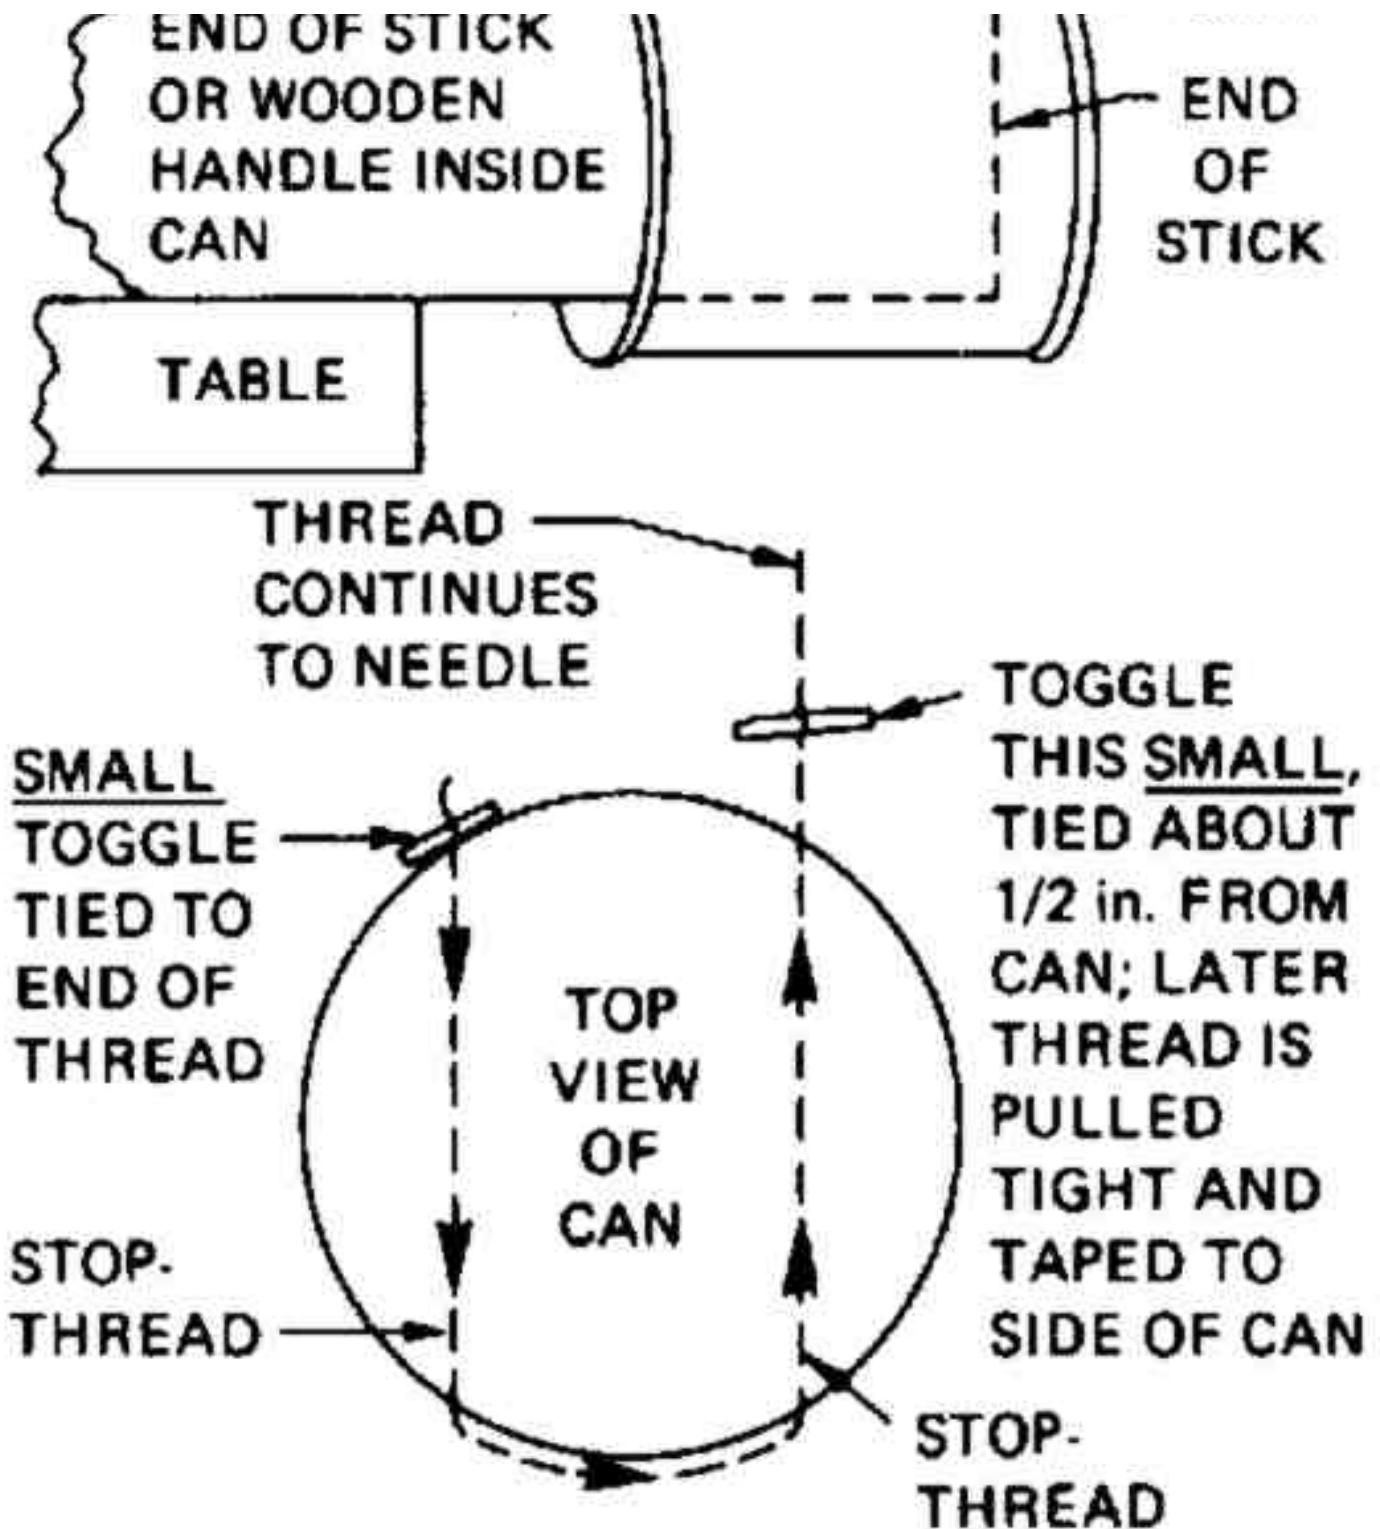 END OF STICK
OR WOODEN
HANDLE INSIDE
CAN
END
OF
STICK
TABLE
THREAD
CONTINUES
TO NEEDLE
SMALL
TOGGLE
TIED TO
END OF
THREAD
TOGGLE
THIS SMALL,
TIED ABOUT
1/2 in. FROM
CAN; LATER
THREAD IS
PULLED
TIGHT AND
TAPED TO
SIDE OF CAN
TOP
VIEW
OF
CAN
STOP-
THREAD
STOP-
THREAD